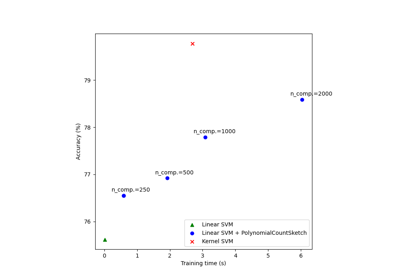 n_comp.=2000
79
Accuracy (%)
78
n_comp.=1000
77
n_comp.=500
n_comp.=250
76
Linear SVM
Linear SVM + PolynomialCountSketch
Kernel SVM
0 1 2 3 4 5 6
Training time (s)